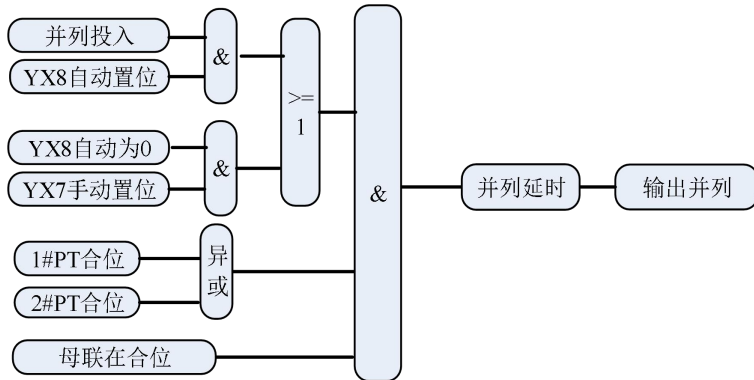 并列投入
&
YX8自动置位
>=
1
YX8自动为0
&
YX7手动置位
&
并列延时
输出并列
1#PT合位
异
或
2#PT合位
母联在合位